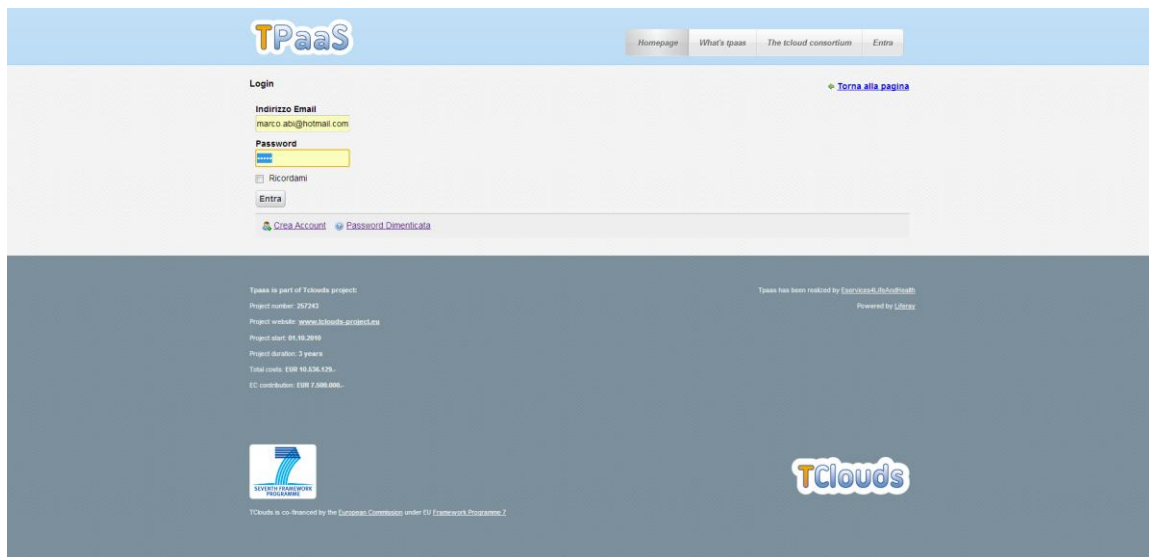 TPaaS
Homepage What's tpaas The tcloud consortium Entra
Login
Torna alla pagina
Indirizzo Email
marco.abi@hotmail.com
Password
Ricordami
Entra
Crea Account Password Dimenticata
Tpaas is part of Tclouds project:
Project number: 257243
Project website: www.tclouds-project.eu
Project start: 01.10.2010
Project duration: 3 years
Total costs: EUR 10.536.129.-
EC contribution: EUR 7.500.000.-
Tpaas has been realized by Eservices4LifeAndHealth
Powered by Liferay
7
SEVENTH FRAMEWORK
PROGRAMME
TClouds
TClouds is co-financed by the European Commission under EU Framework Programme 7